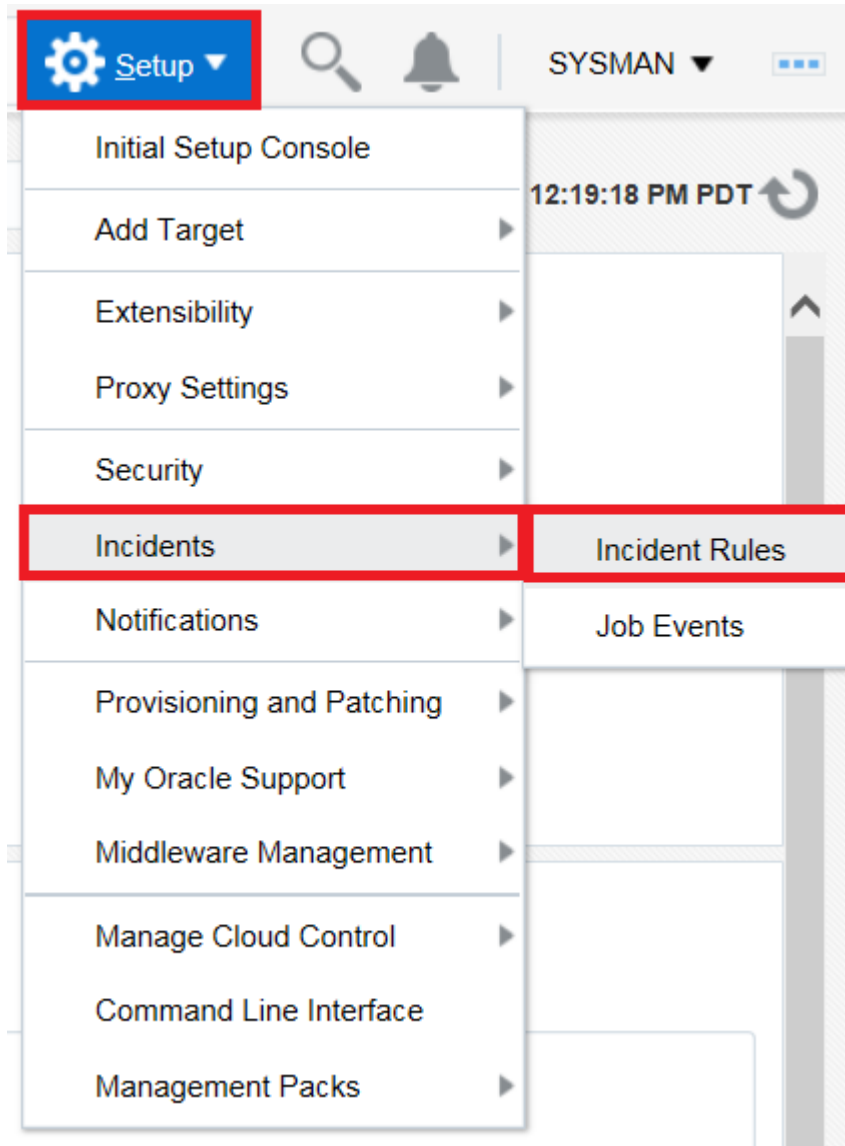 Setup
SYSMAN
Initial Setup Console
12:19:18 PM PDT
Add Target
Extensibility
Proxy Settings
Security
Incidents
Incident Rules
Notifications
Job Events
Provisioning and Patching
My Oracle Support
Middleware Management
Manage Cloud Control
Command Line Interface
Management Packs